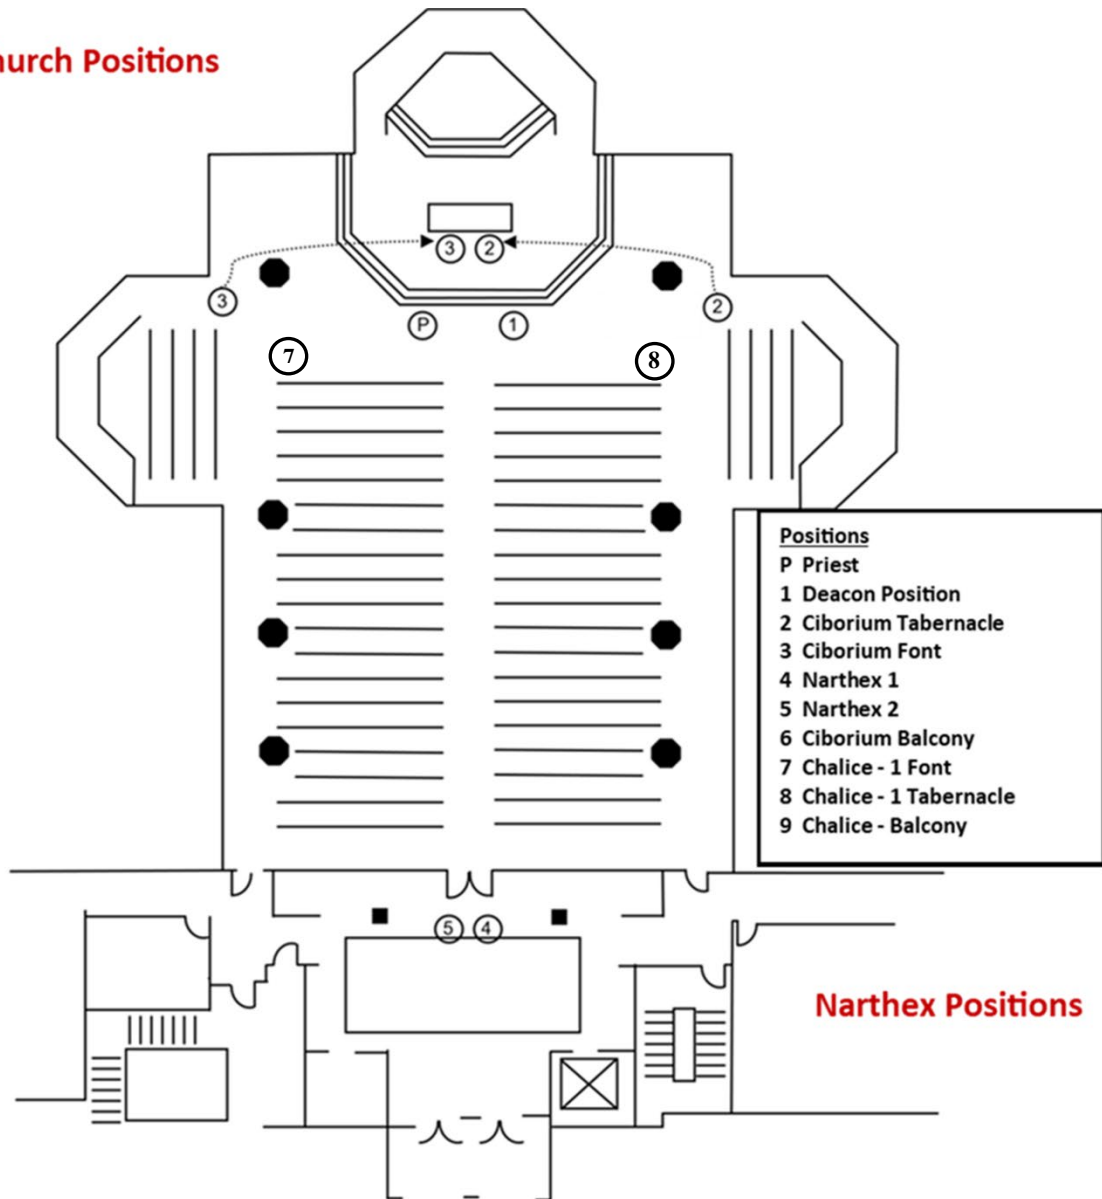 hurch Positions
3 2
3 2
P 1
7 8
Positions
P Priest
1 Deacon Position
2 Ciborium Tabernacle
3 Ciborium Font
4 Narthex 1
5 Narthex 2
6 Ciborium Balcony
7 Chalice - 1 Font
8 Chalice - 1 Tabernacle
9 Chalice - Balcony
5 4
Narthex Positions